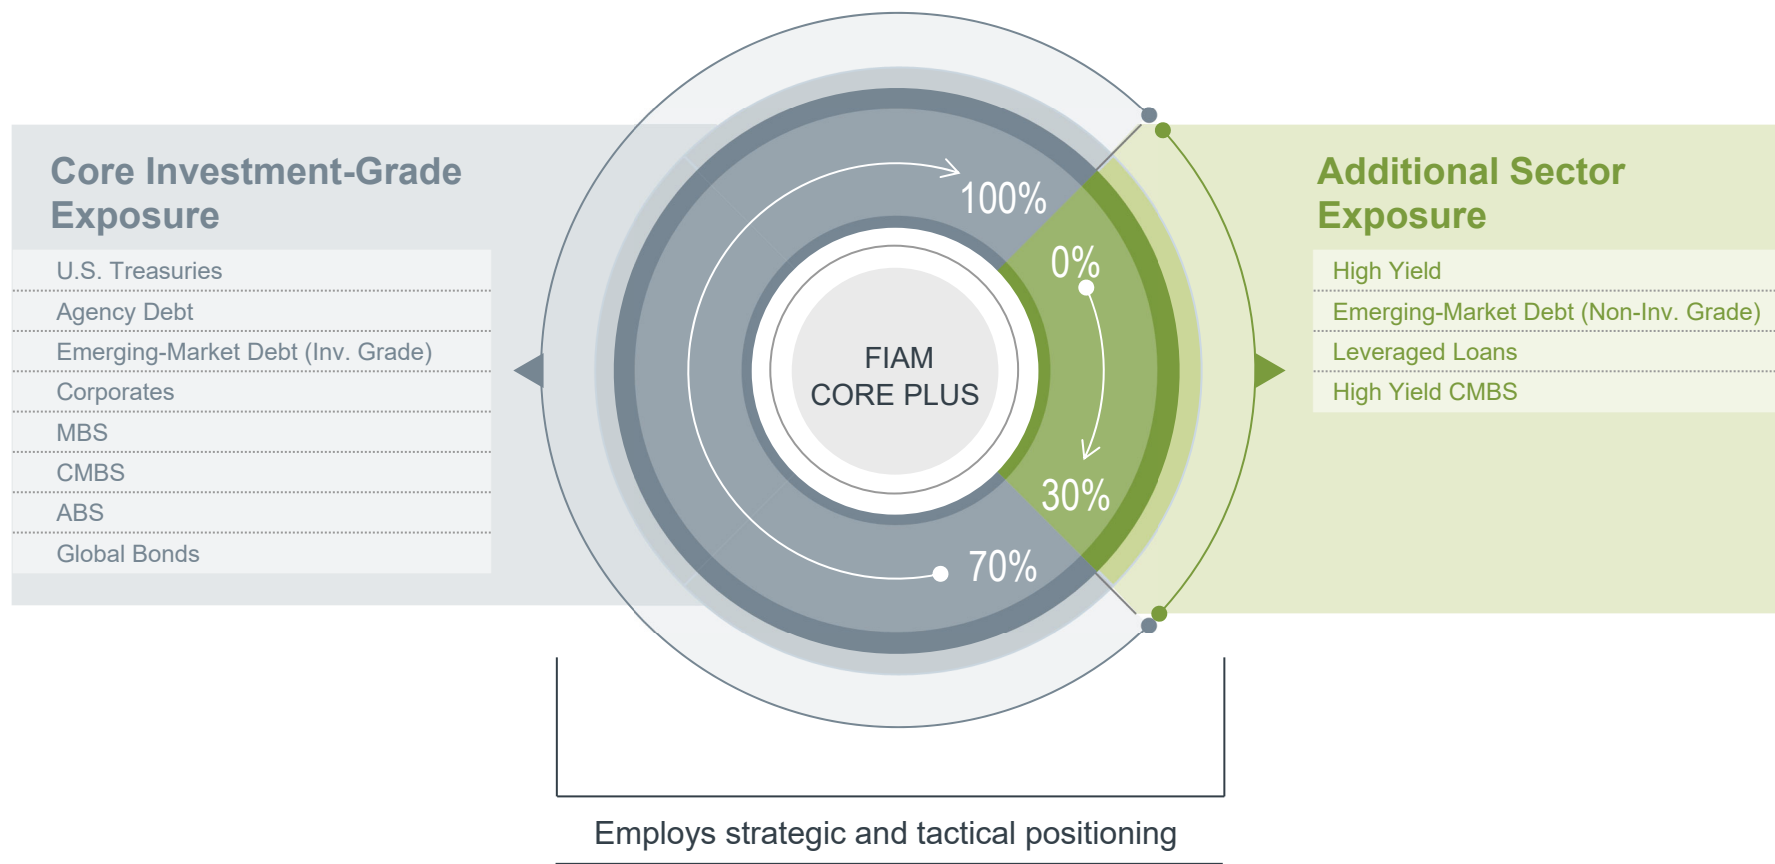 Core Investment-Grade
Exposure
U.S. Treasuries
Agency Debt
Emerging-Market Debt (Inv. Grade)
Corporates
MBS
CMBS
ABS
Global Bonds
100%
0%
30%
70%
FIAM
CORE PLUS
Additional Sector
Exposure
High Yield
Emerging-Market Debt (Non-Inv. Grade)
Leveraged Loans
High Yield CMBS
Employs strategic and tactical positioning